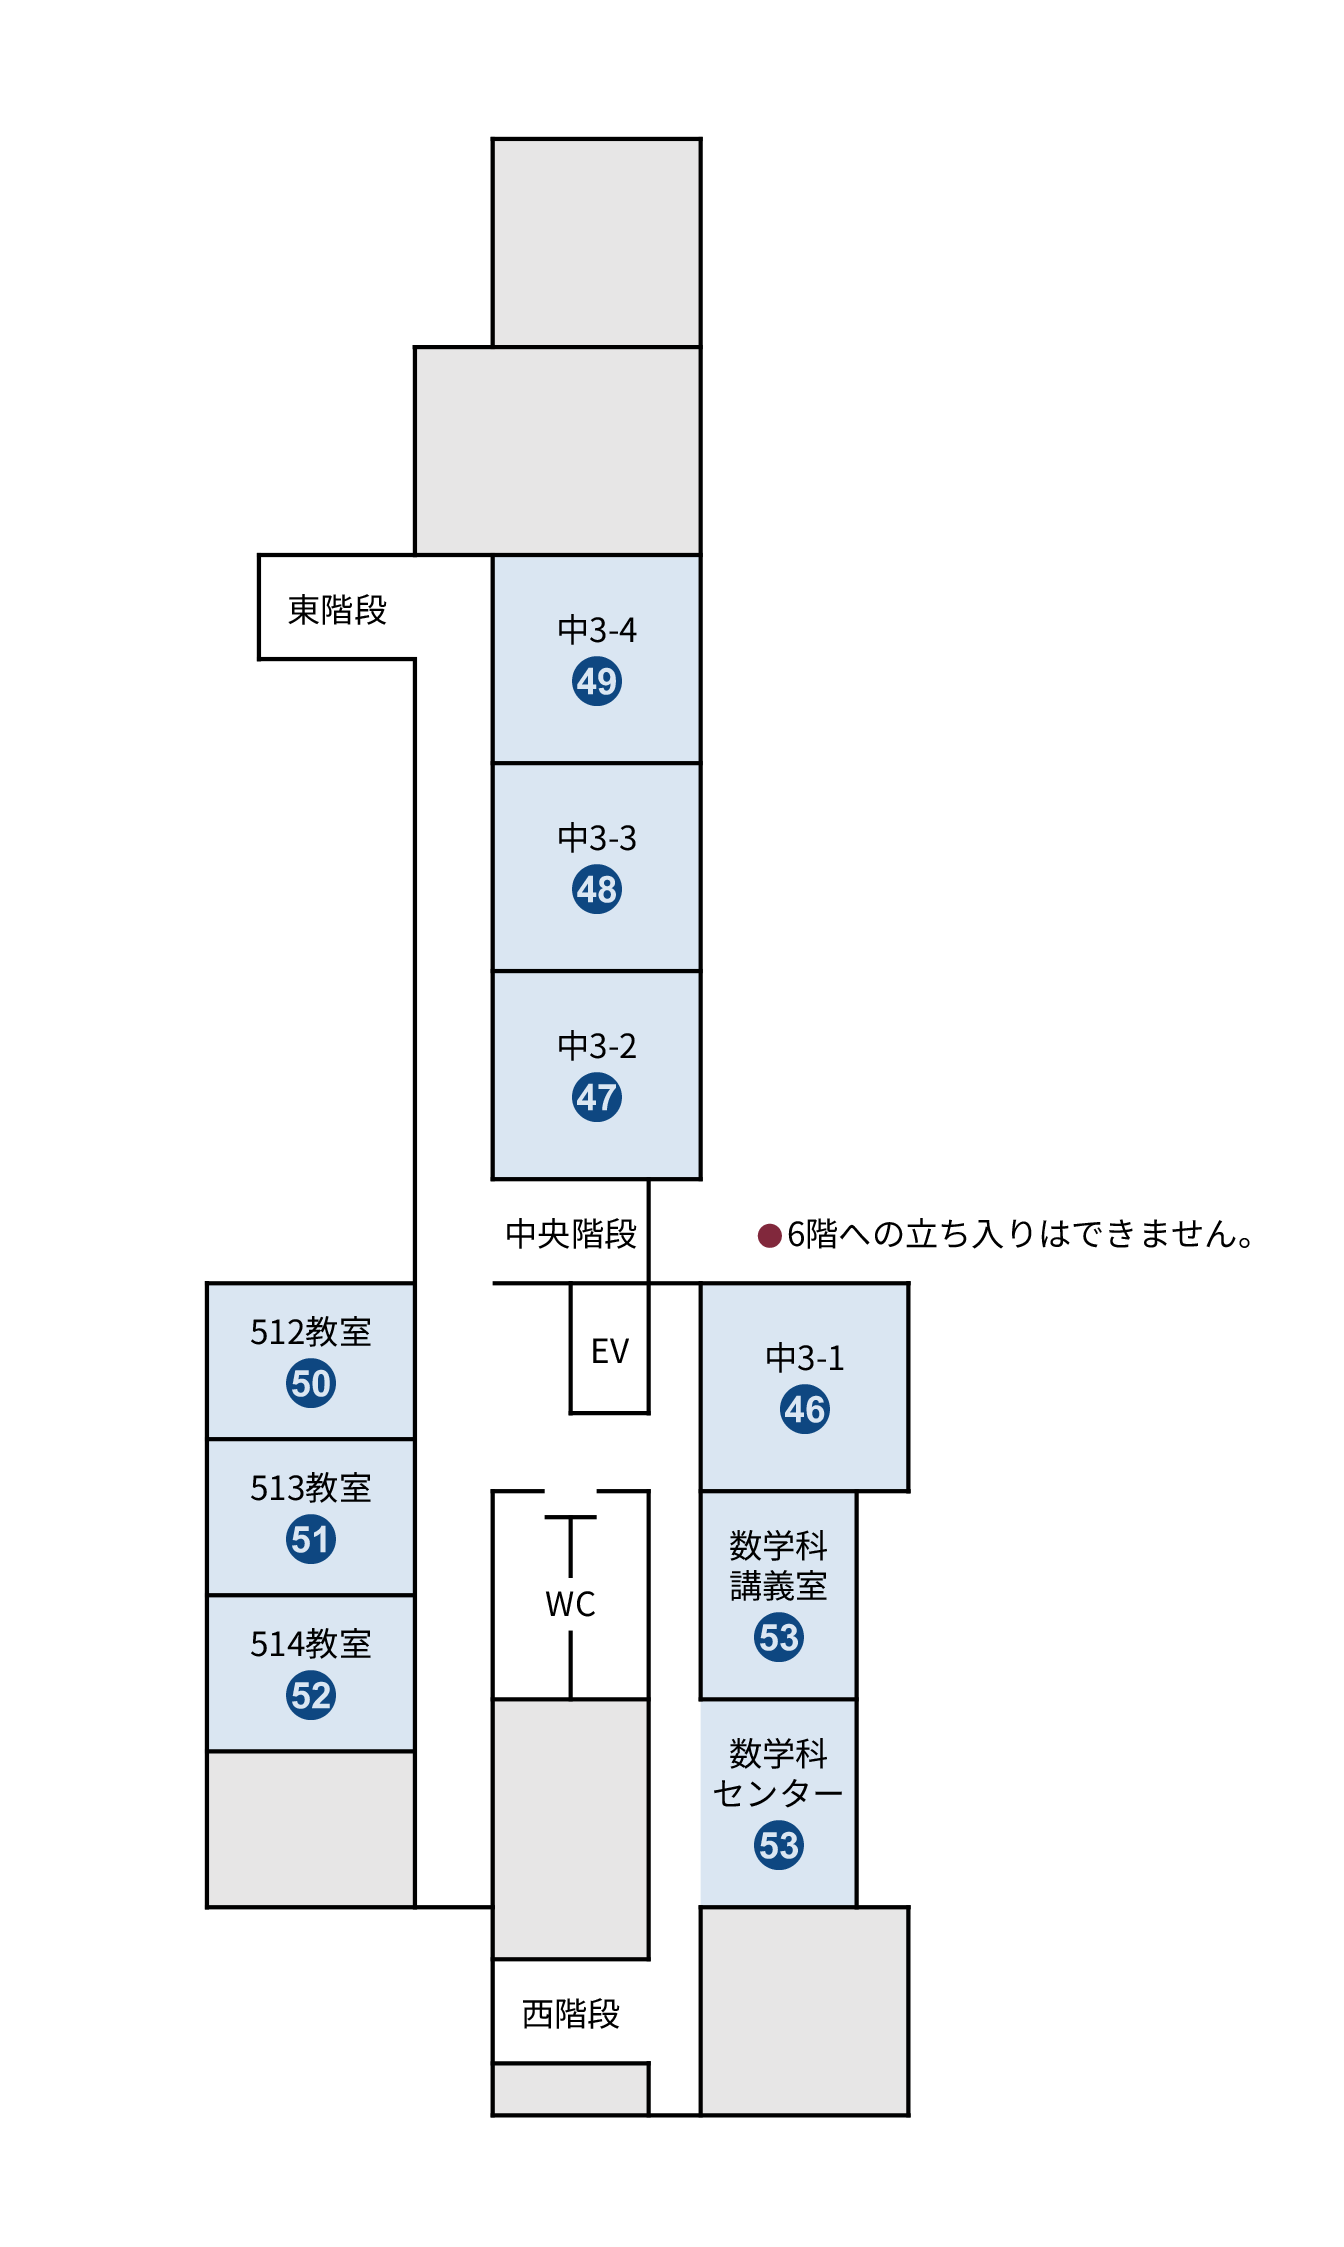 東階段
中3-4
49
中3-3
48
中3-2
47
中央階段
●6階への立ち入りはできません。
512教室
50
EV
中3-1
46
513教室
51
WC
数学科
講義室
53
514教室
52
数学科
センター
53
西階段